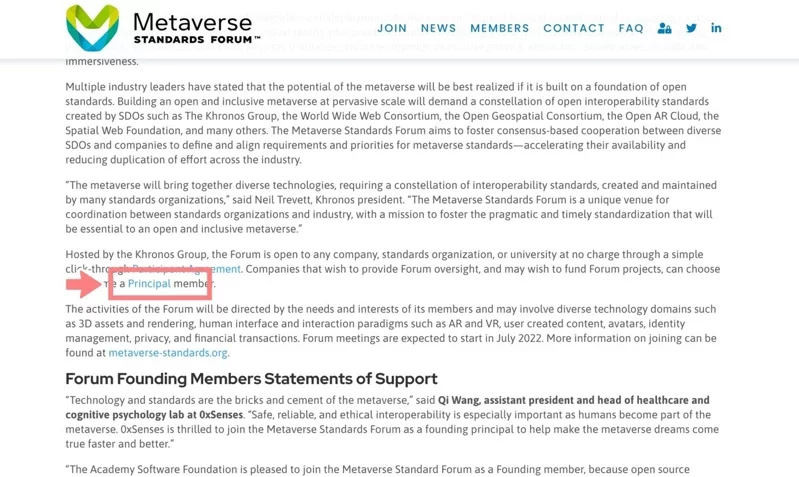 Metaverse
STANDARDS FORUM™
JOIN NEWS MEMBERS CONTACT FAQ
immersiveness.
Multiple industry leaders have stated that the potential of the metaverse will be best realized if it is built on a foundation of open
standards. Building an open and inclusive metaverse at pervasive scale will demand a constellation of open interoperability standards
created by SDOs such as The Khronos Group, the World Wide Web Consortium, the Open Geospatial Consortium, the Open AR Cloud, the
Spatial Web Foundation, and many others. The Metaverse Standards Forum aims to foster consensus-based cooperation between diverse
SDOs and companies to define and align requirements and priorities for metaverse standards—accelerating their availability and
reducing duplication of effort across the industry.
“The metaverse will bring together diverse technologies, requiring a constellation of interoperability standards, created and maintained
by many standards organizations,” said Neil Trevett, Khronos president. “The Metaverse Standards Forum is a unique venue for
coordination between standards organizations and industry, with a mission to foster the pragmatic and timely standardization that will
be essential to an open and inclusive metaverse.”
Hosted by the Khronos Group, the Forum is open to any company, standards organization, or university at no charge through a simple
click-through Participant Agreement. Companies that wish to provide Forum oversight, and may wish to fund Forum projects, can choose
me a Principal member.
The activities of the Forum will be directed by the needs and interests of its members and may involve diverse technology domains such
as 3D assets and rendering, human interface and interaction paradigms such as AR and VR, user created content, avatars, identity
management, privacy, and financial transactions. Forum meetings are expected to start in July 2022. More information on joining can be
found at metaverse-standards.org.
Forum Founding Members Statements of Support
“Technology and standards are the bricks and cement of the metaverse,” said Qi Wang, assistant president and head of healthcare and
cognitive psychology lab at 0xSenses. “Safe, reliable, and ethical interoperability is especially important as humans become part of the
metaverse. 0xSenses is thrilled to join the Metaverse Standards Forum as a founding principal to help make the metaverse dreams come
true faster and better.”
“The Academy Software Foundation is pleased to join the Metaverse Standard Forum as a Founding member, because open source